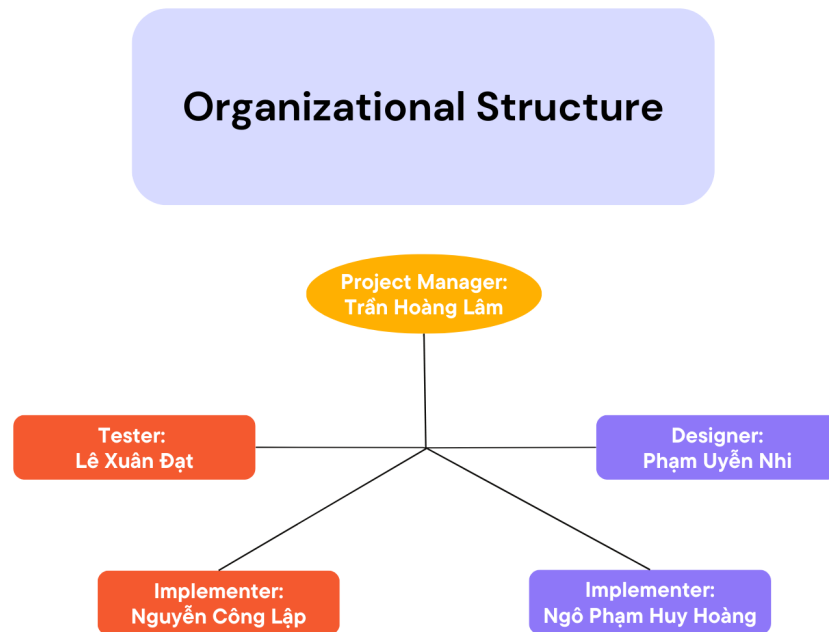 Organizational Structure
Project Manager:
Trần Hoàng Lâm
Tester:
Lê Xuân Đạt
Designer:
Phạm Uyễn Nhi
Implementer:
Nguyễn Công Lập
Implementer:
Ngô Phạm Huy Hoàng